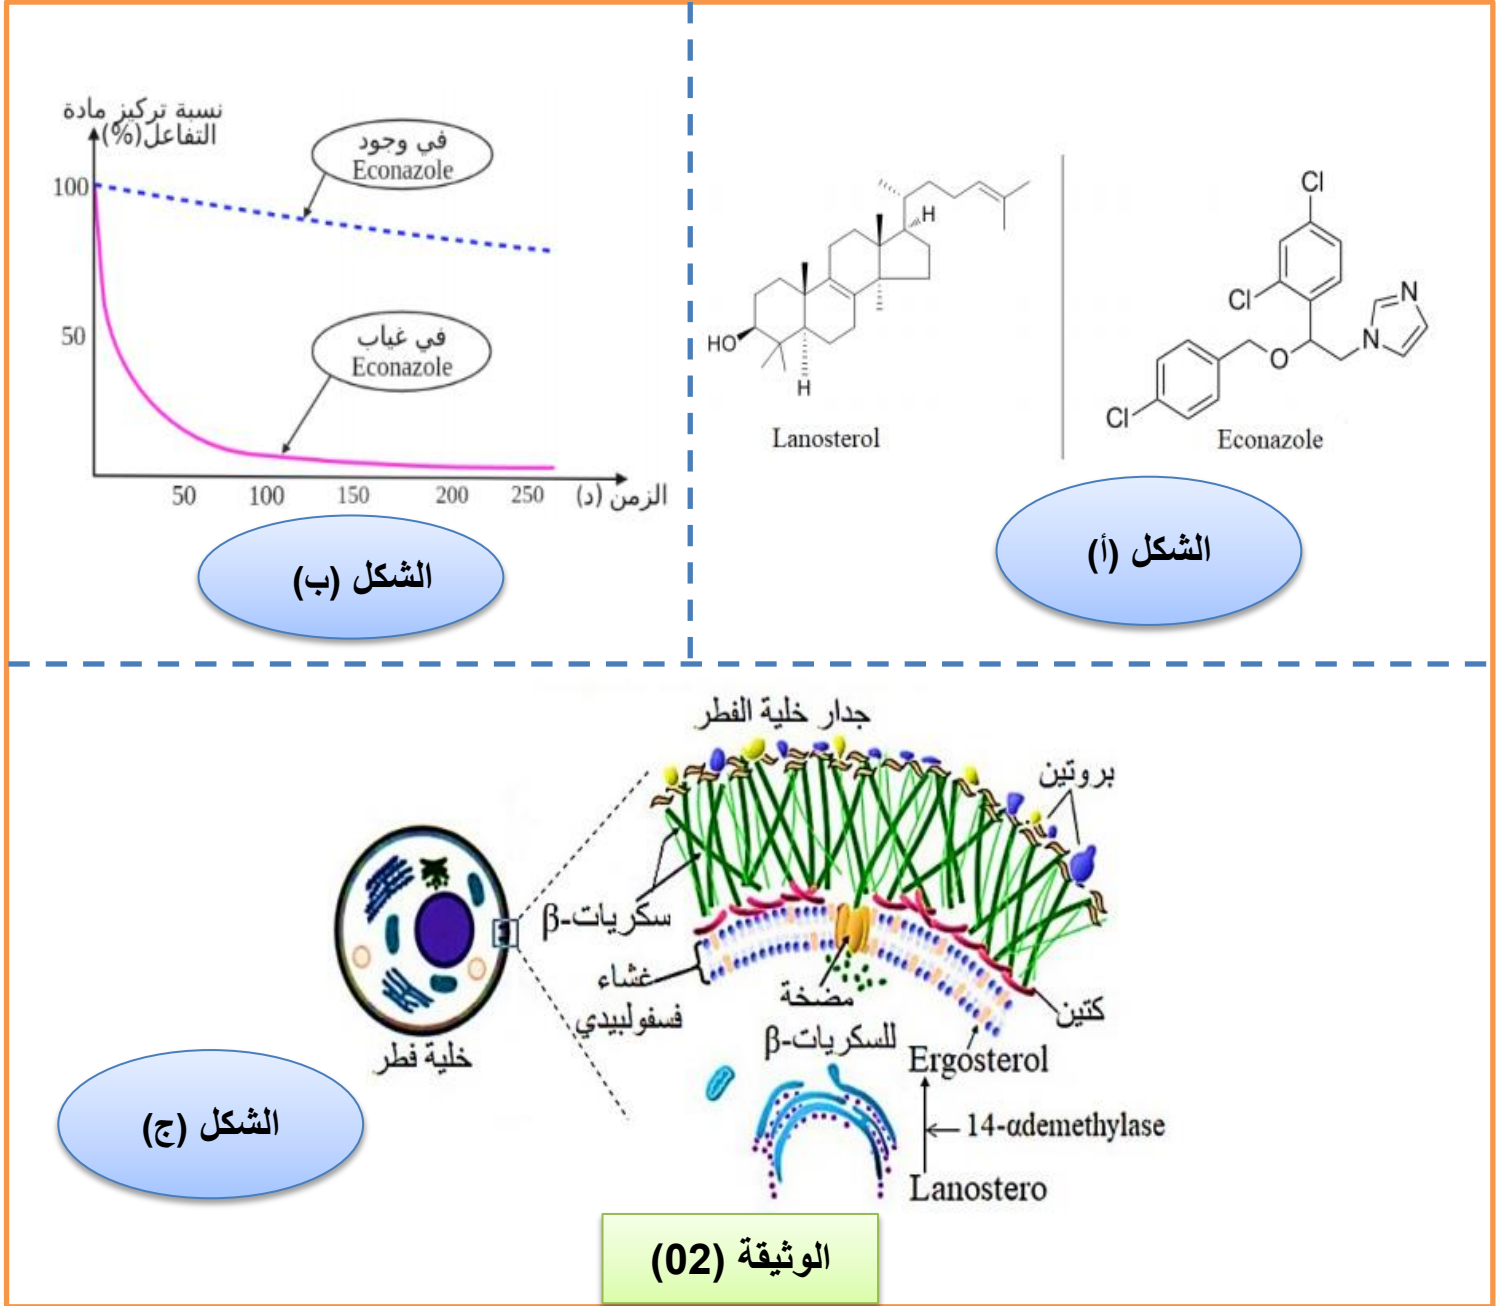 نسبة تركيز مادة
التفاعل(%)
في وجود
Econazole
100
50
في غياب
Econazole
50
100
150
200
250
الزمن (د)
الشكل (ب)
H
HO
H
Lanosterol
Cl
Cl
N
N
O
Cl
Econazole
الشكل (أ)
جدار خلية الفطر
بروتين
سكريات-β
غشاء
فسفولبيدي
مضخة
للسكريات-β
كتين
Ergosterol
14-αdemethylase
Lanostero
خلية فطر
الشكل (ج)
الوثيقة (02)